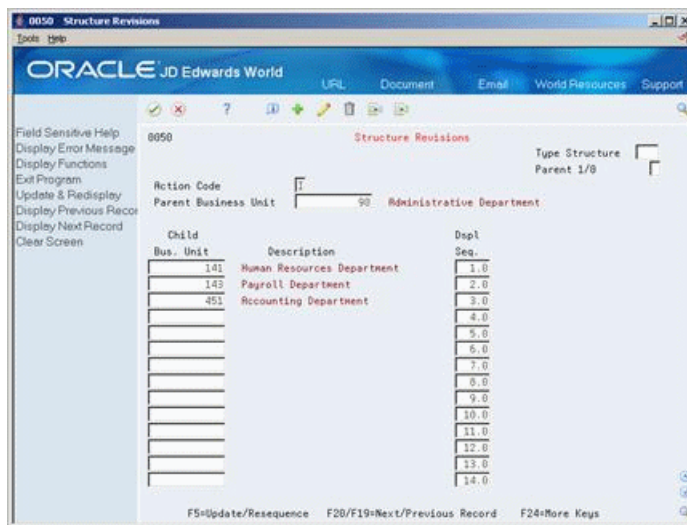 0050 Structure Revisions
Tools Help
ORACLE JD Edwards World
URL Document Email World Resources Support
Field Sensitive Help
Display Error Message
Display Functions
Exit Program
Update & Redisplay
Display Previous Recor
Display Next Record
Clear Screen
0050 Structure Revisions
Type Structure
Parent 1/0
Action Code I
Parent Business Unit 90 Administrative Department
Child Dspl
Bus. Unit Description Seq.
141 Human Resources Department 1.0
143 Payroll Department 2.0
451 Accounting Department 3.0
4.0
5.0
6.0
7.0
8.0
9.0
10.0
11.0
12.0
13.0
14.0
F5=Update/Resequence F20/F19=Next/Previous Record F24=More Keys